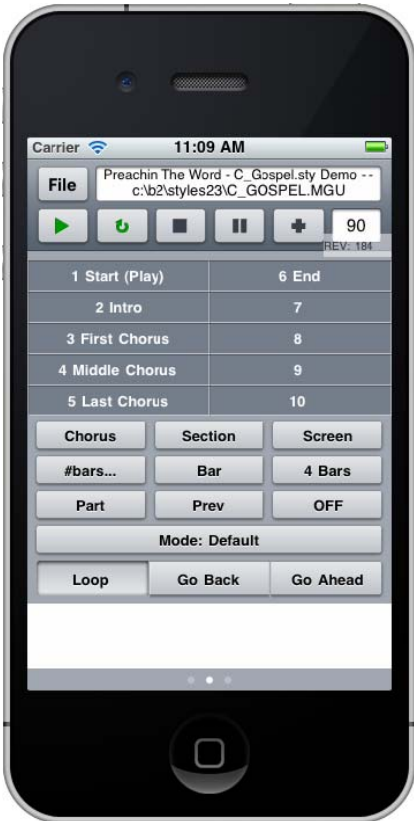 Carrier 11:09 AM
File
Preachin The Word - C_Gospel.sty Demo --
c:\b2\styles23\C_GOSPEL.MGU
90
REV: 184
1 Start (Play) 6 End
2 Intro 7
3 First Chorus 8
4 Middle Chorus 9
5 Last Chorus 10
Chorus Section Screen
#bars... Bar 4 Bars
Part Prev OFF
Mode: Default
Loop Go Back Go Ahead